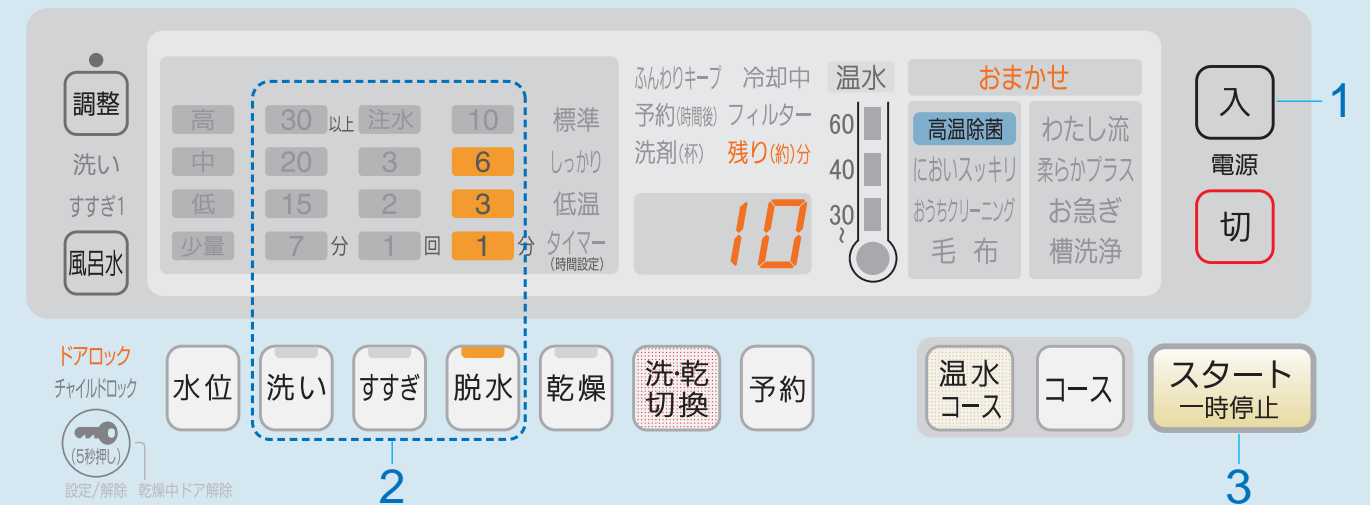 調整
洗い
すすぎ1
風呂水
高 30 以上 注水 10 標準
中 20 3 6 しっかり
低 15 2 3 低温
少量 7 分 1 回 1 分 タイマー
(時間設定)
ふんわりキープ 冷却中
予約(時間後) フィルター
洗剤(杯) 残り(約)分
10
温水
60
40
30
~
おまかせ
高温除菌 わたし流
においスッキリ 柔らかプラス
おうちクリーニング お急ぎ
毛布 槽洗浄
入
1
電源
切
ドアロック
チャイルドロック
(5秒押し)
設定/解除 乾燥中ドア解除
水位
洗い
すすぎ
脱水
乾燥
洗・乾
切換
予約
温水
コース
コース
スタート
一時停止
2
3